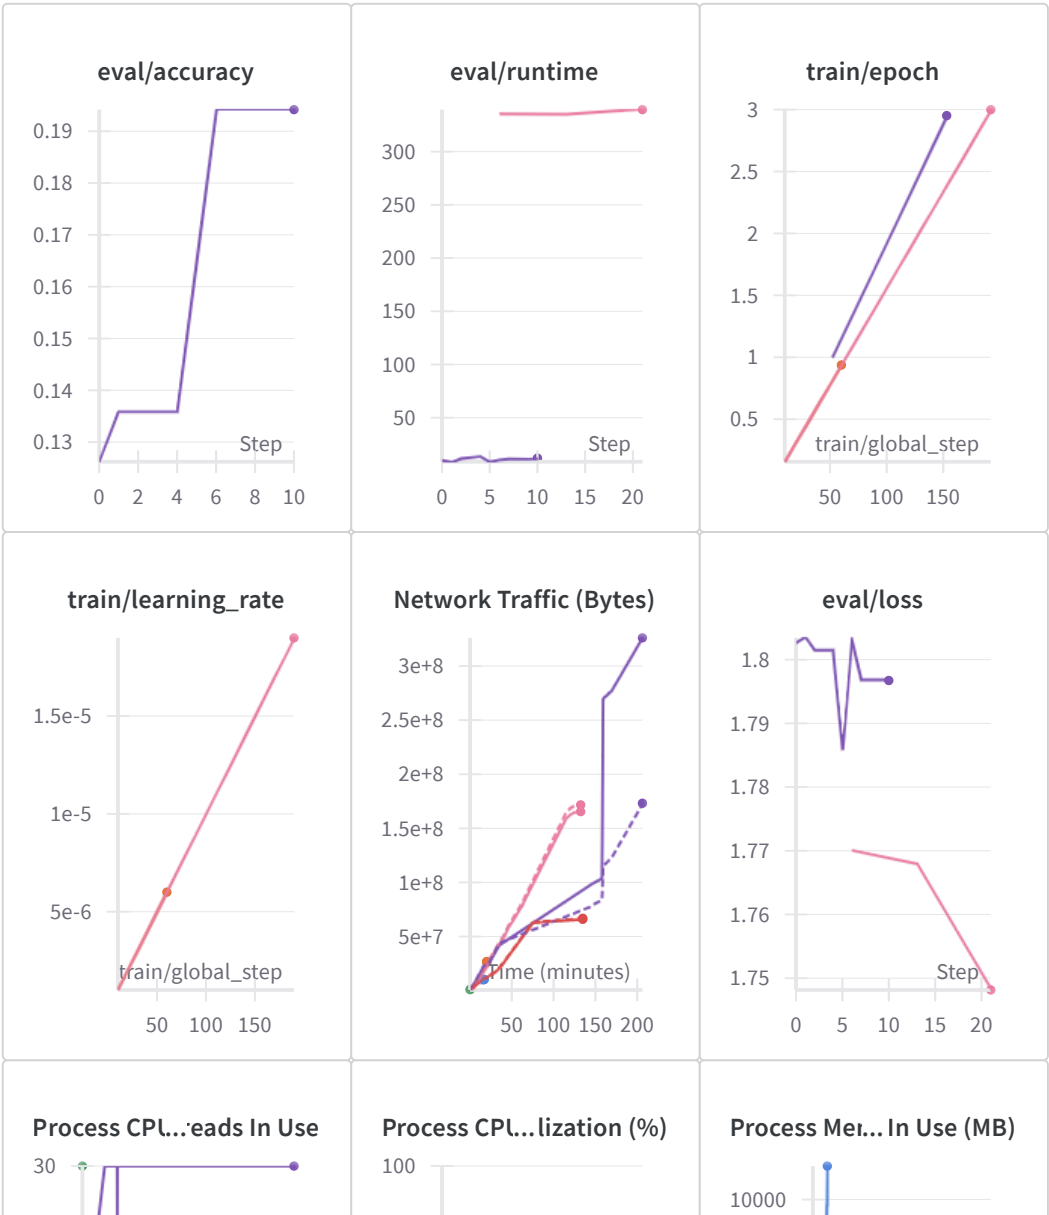 eval/accuracy
0.19
0.18
0.17
0.16
0.15
0.14
0.13
Step
0 2 4 6 8 10
eval/runtime
300
250
200
150
100
50
Step
0 5 10 15 20
train/epoch
3
2.5
2
1.5
1
0.5
train/global_step
50 100 150
train/learning_rate
1.5e-5
1e-5
5e-6
train/global_step
50 100 150
Network Traffic (Bytes)
3e+8
2.5e+8
2e+8
1.5e+8
1e+8
5e+7
Time (minutes)
50 100 150 200
eval/loss
1.8
1.79
1.78
1.77
1.76
1.75
Step
0 5 10 15 20
Process CPU...reads In Use
30
Process CPU...lization (%)
100
Process Mem... In Use (MB)
10000